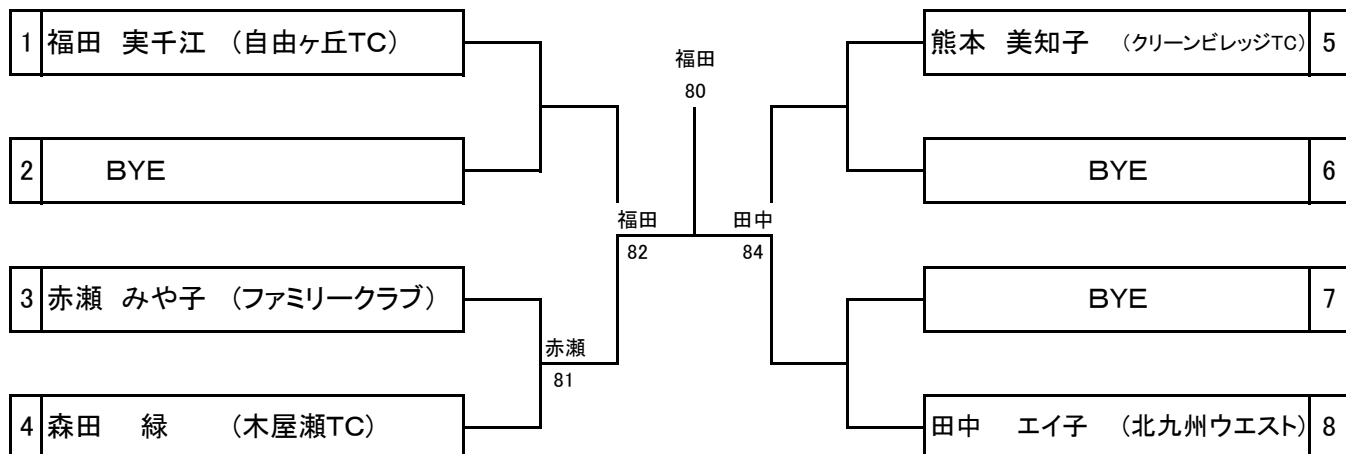 1 福田 実千江 （自由ヶ丘TC）
2 BYE
3 赤瀬 みや子 （ファミリークラブ）
4 森田 緑 （木屋瀬TC）
赤瀬
81
福田
82
福田
80
田中
84
熊本 美知子 （クリーンビレッジTC） 5
BYE 6
BYE 7
田中 エイ子 （北九州ウエスト） 8